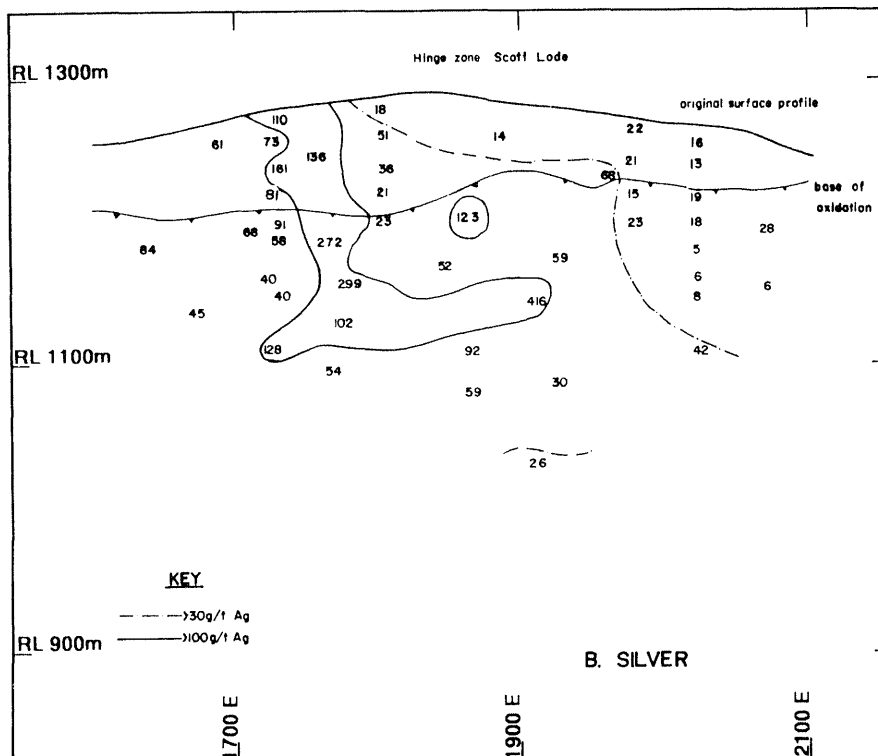 Hinge zone Scott Lode
RL 1300m
original surface profile
110 18
61 73 136 51 14 22 16
161 36 21 13
81 21 68 15 19
base of
oxidation
68 91 23 123 23 18 28
84 58 272 5
52 59
40 299 6 6
45 40 416 8
102
RL 1100m 128 92 42
54 30
59
26
KEY
>30g/t Ag
>100g/t Ag
RL 900m
B. SILVER
1700 E 1900 E 2100 E